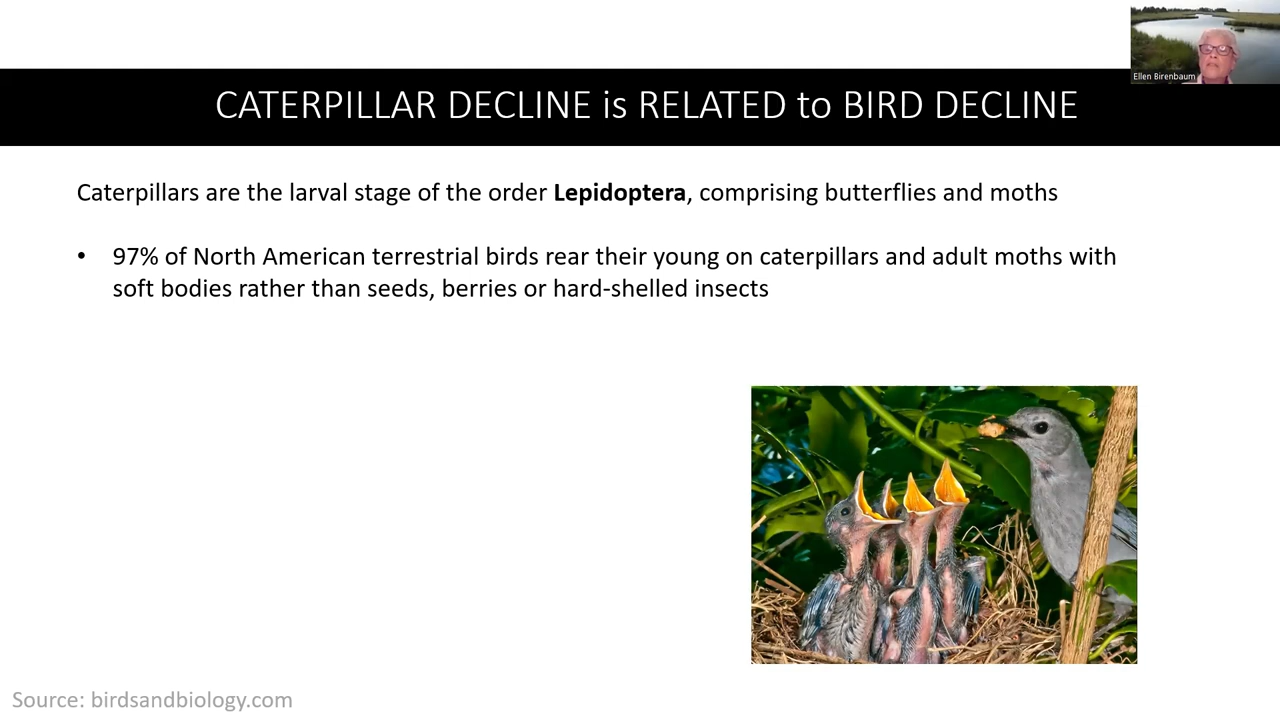 Ellen Birenbaum
CATERPILLAR DECLINE is RELATED to BIRD DECLINE
Caterpillars are the larval stage of the order Lepidoptera, comprising butterflies and moths
• 97% of North American terrestrial birds rear their young on caterpillars and adult moths with
soft bodies rather than seeds, berries or hard-shelled insects
Source: birdsandbiology.com